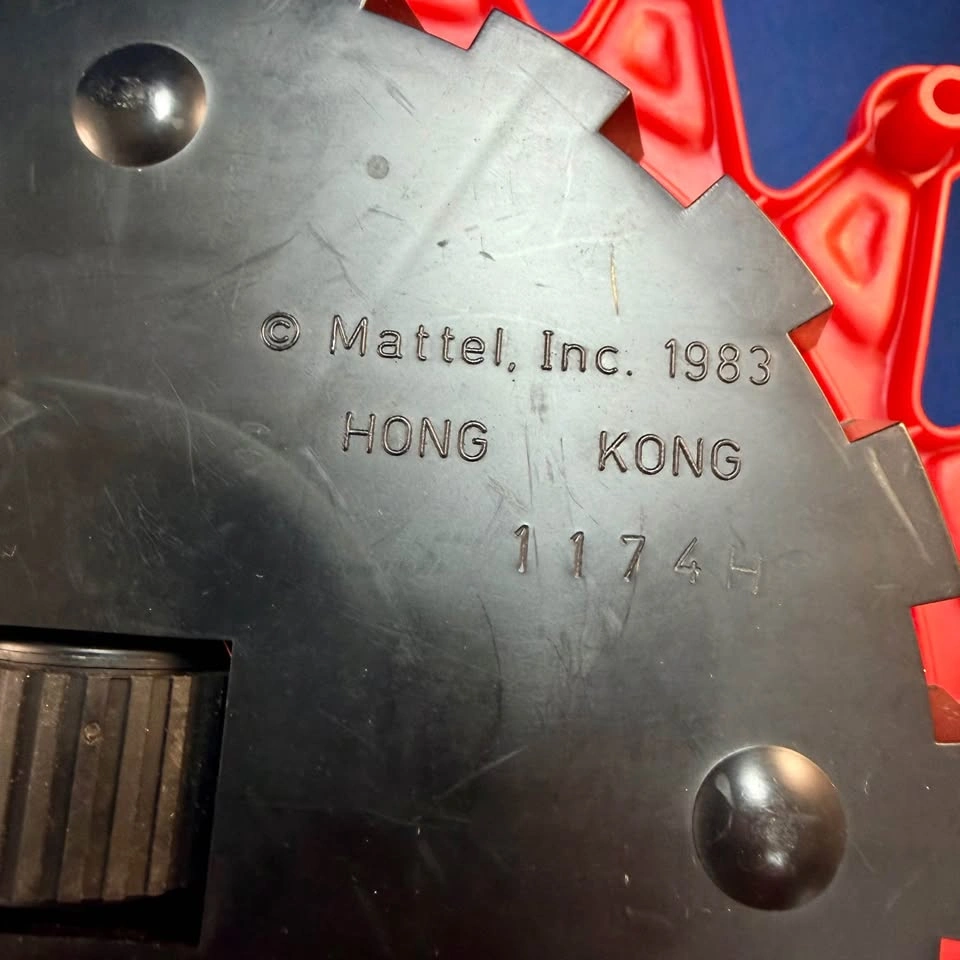 © Mattel, Inc. 1983
HONG KONG
1174H